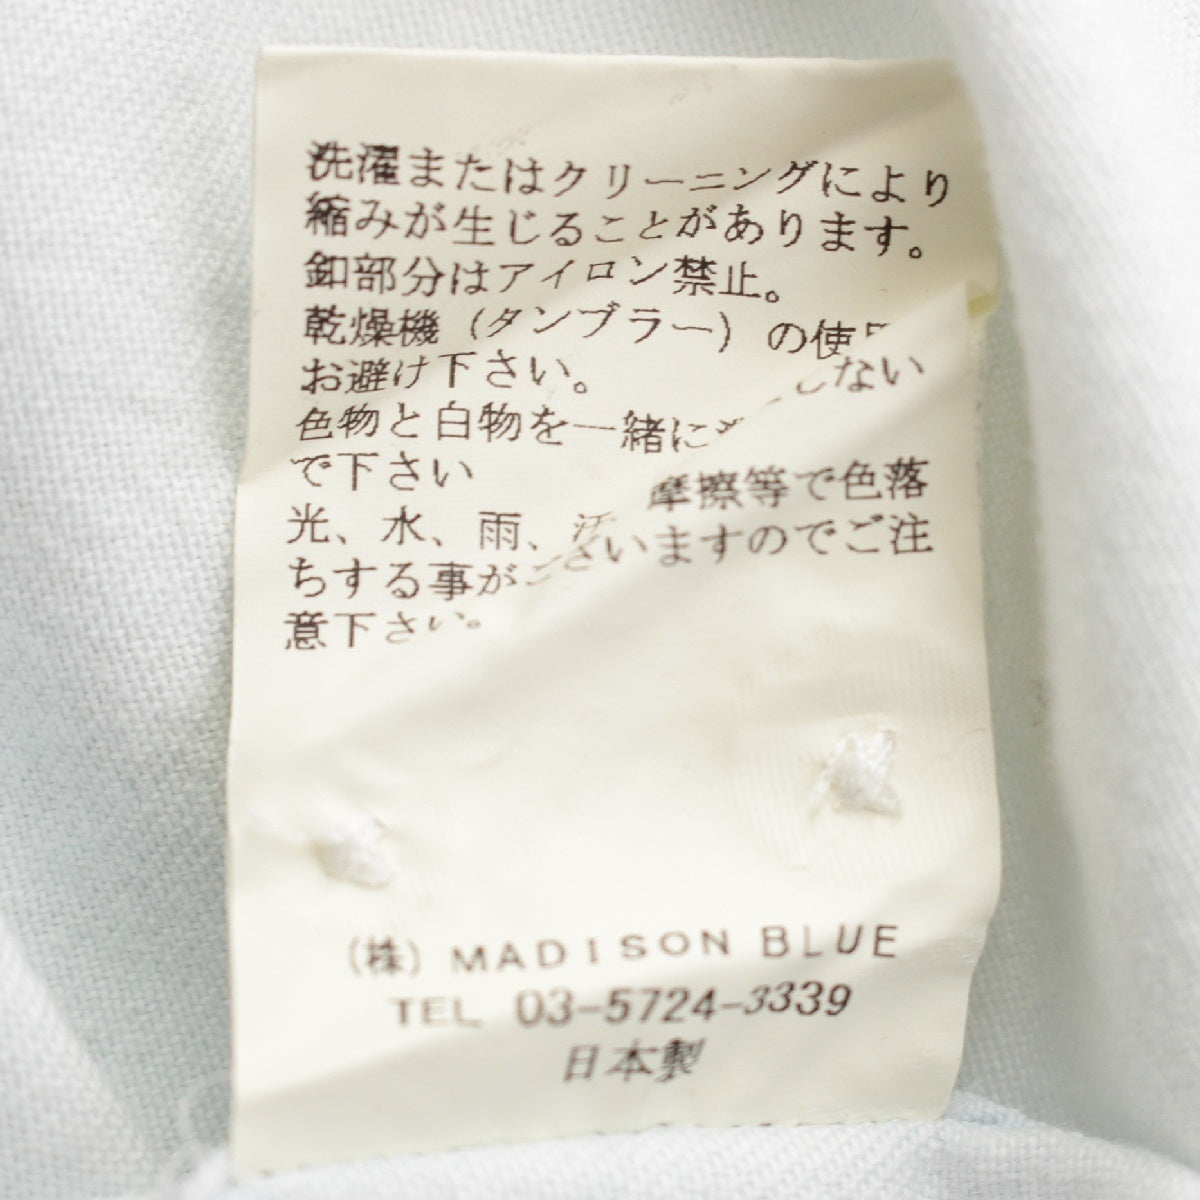 洗濯またはクリーニングにより
縮みが生じることがあります。
釦部分はアイロン禁止。
乾燥機（タンブラー）の使
お避け下さい。
色物と白物を一緒に しない
で下さい
光、水、雨、 摩擦等で色落
ちする事がございますのでご注
意下さい。
（株）MADISON BLUE
TEL 03-5724-3339
日本製